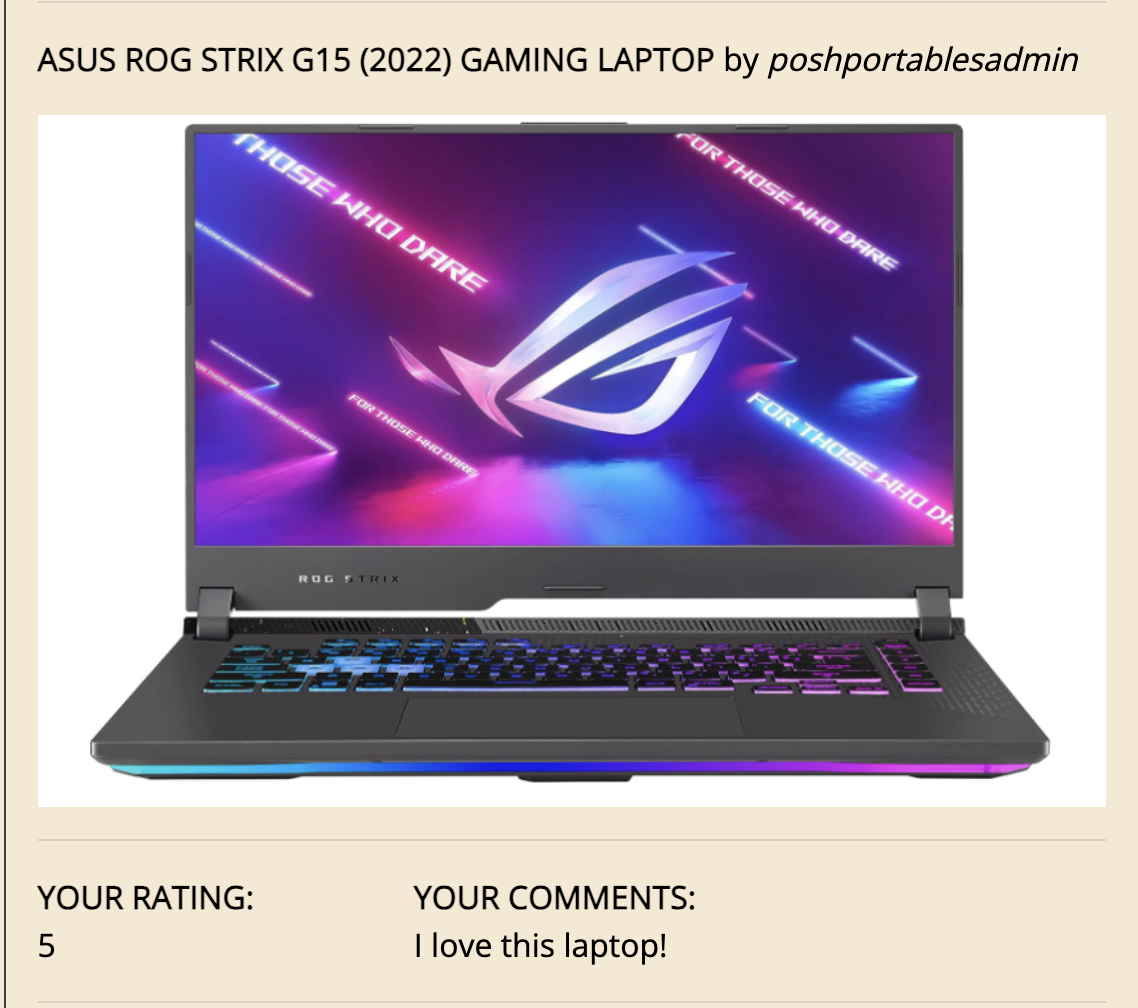 ASUS ROG STRIX G15 (2022) GAMING LAPTOP by poshportablesadmin
THOSE WHO DARE
FOR THOSE WHO DARE
FOR THOSE WHO DARE
FOR THOSE WHO
ROG STRIX
YOUR RATING:
YOUR COMMENTS:
5
I love this laptop!